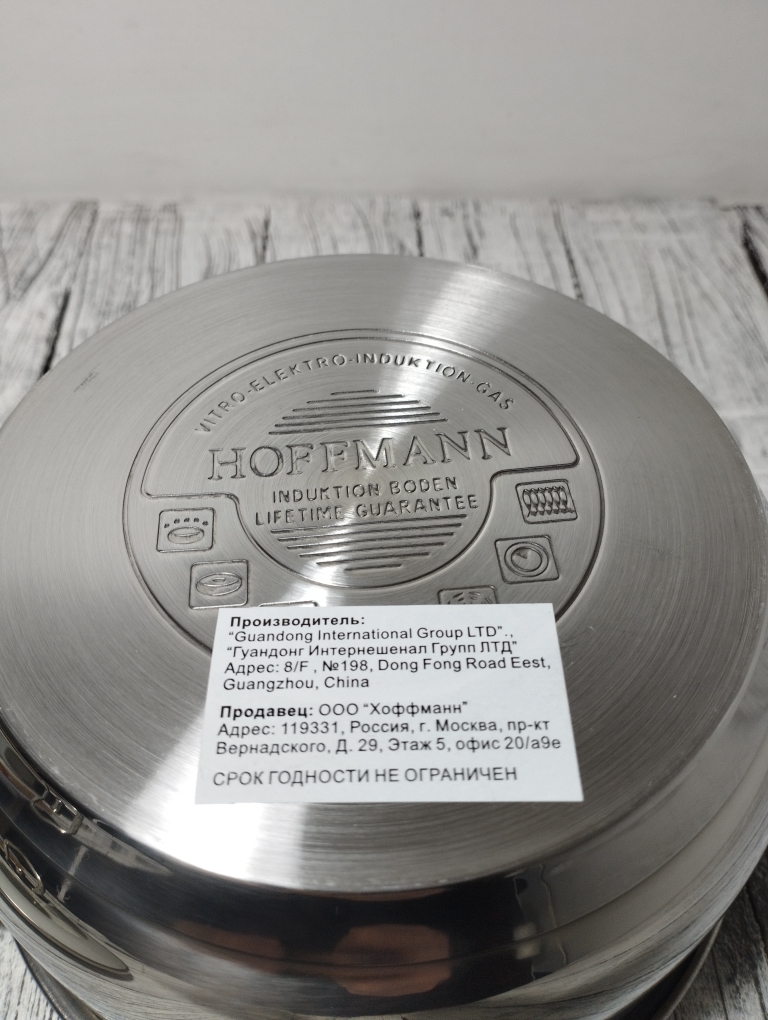 VITRO-ELEKTRO-INDUKTION-GAS
HOFFMANN
INDUKTION BODEN
LIFETIME GUARANTEE
Производитель:
“Guandong International Group LTD”.,
“Гуандонг Интернешенал Групп ЛТД”
Адрес: 8/F , №198, Dong Fong Road Eest,
Guangzhou, China
Продавец: ООО “Хоффманн”
Адрес: 119331, Россия, г. Москва, пр-кт
Вернадского, Д. 29, Этаж 5, офис 20/а9е
СРОК ГОДНОСТИ НЕ ОГРАНИЧЕН